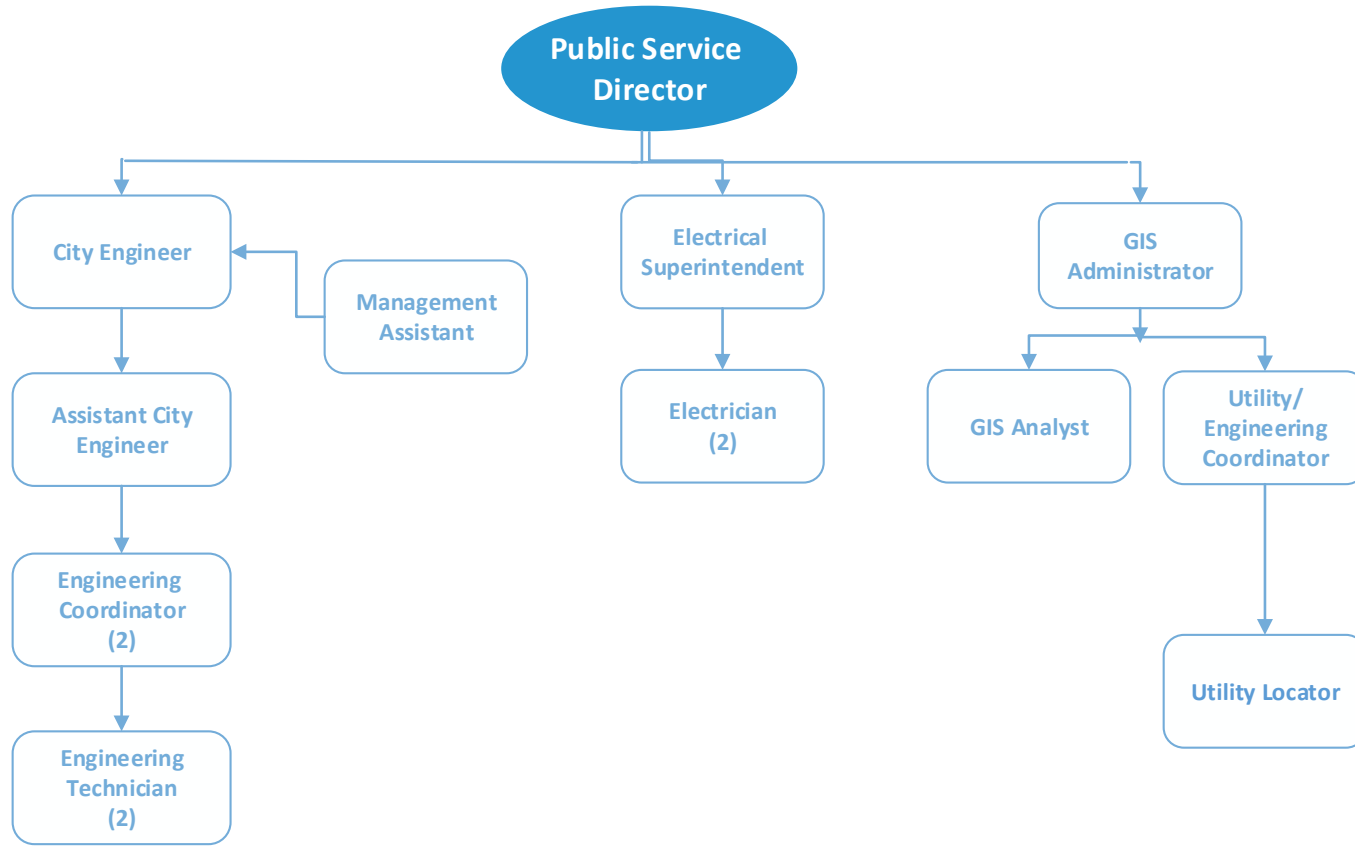 Public Service
Director
City Engineer
Management
Assistant
Electrical
Superintendent
GIS
Administrator
Assistant City
Engineer
Electrician
(2)
GIS Analyst
Utility/
Engineering
Coordinator
Engineering
Coordinator
(2)
Utility Locator
Engineering
Technician
(2)